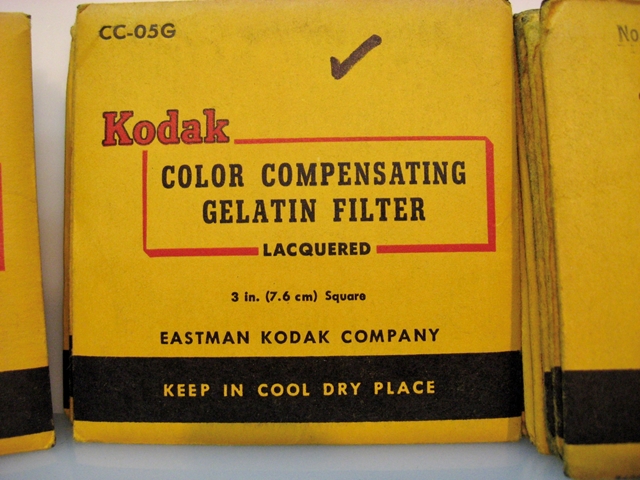 CC-05G
Kodak
COLOR COMPENSATING
GELATIN FILTER
LACQUERED
3 in. (7.6 cm) Square
EASTMAN KODAK COMPANY
KEEP IN COOL DRY PLACE
No